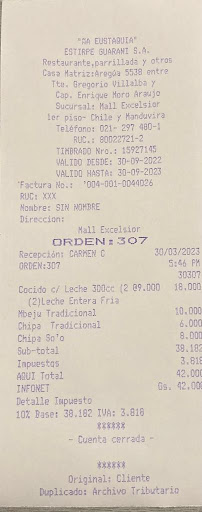 "ÑA EUSTAQUIA"
ESTIRPE GUARANI S.A.
Restaurante,parrillada y otros
Casa Matriz:Aregüa 5538 entre
Tte. Gregorio Villalba y
Cap. Enrique Moro Araujo
Sucursal: Mall Excelsior
1er piso- Chile y Manduvira
Teléfono: 021- 297 480-1
RUC.: 80022721-2
TIMBRADO Nro.: 15927145
VALIDO DESDE: 30-09-2022
VALIDO HASTA: 30-09-2023
Factura No.: '004-001-0044026
RUC: XXX
Nombre: SIN NOMBRE
Direccion:
Mall Excelsior
ORDEN:307
Recepción: CARMEN C 30/03/2023
ORDEN:307 5:46 PM
30307
Cocido c/ Leche 300cc (2 @9.000 18.000
(2)Leche Entera Fria
Mbeju Tradicional 10.000
Chipa Tradicional 6.000
Chipa So'o 8.000
Sub-total 38.182
Impuestos 3.818
AQUI Total 42.000
INFONET Gs. 42.000
Detalle Impuesto
10% Base: 38.182 IVA: 3.818
******
- Cuenta cerrada -
******
Original: Cliente
Duplicado: Archivo Tributario